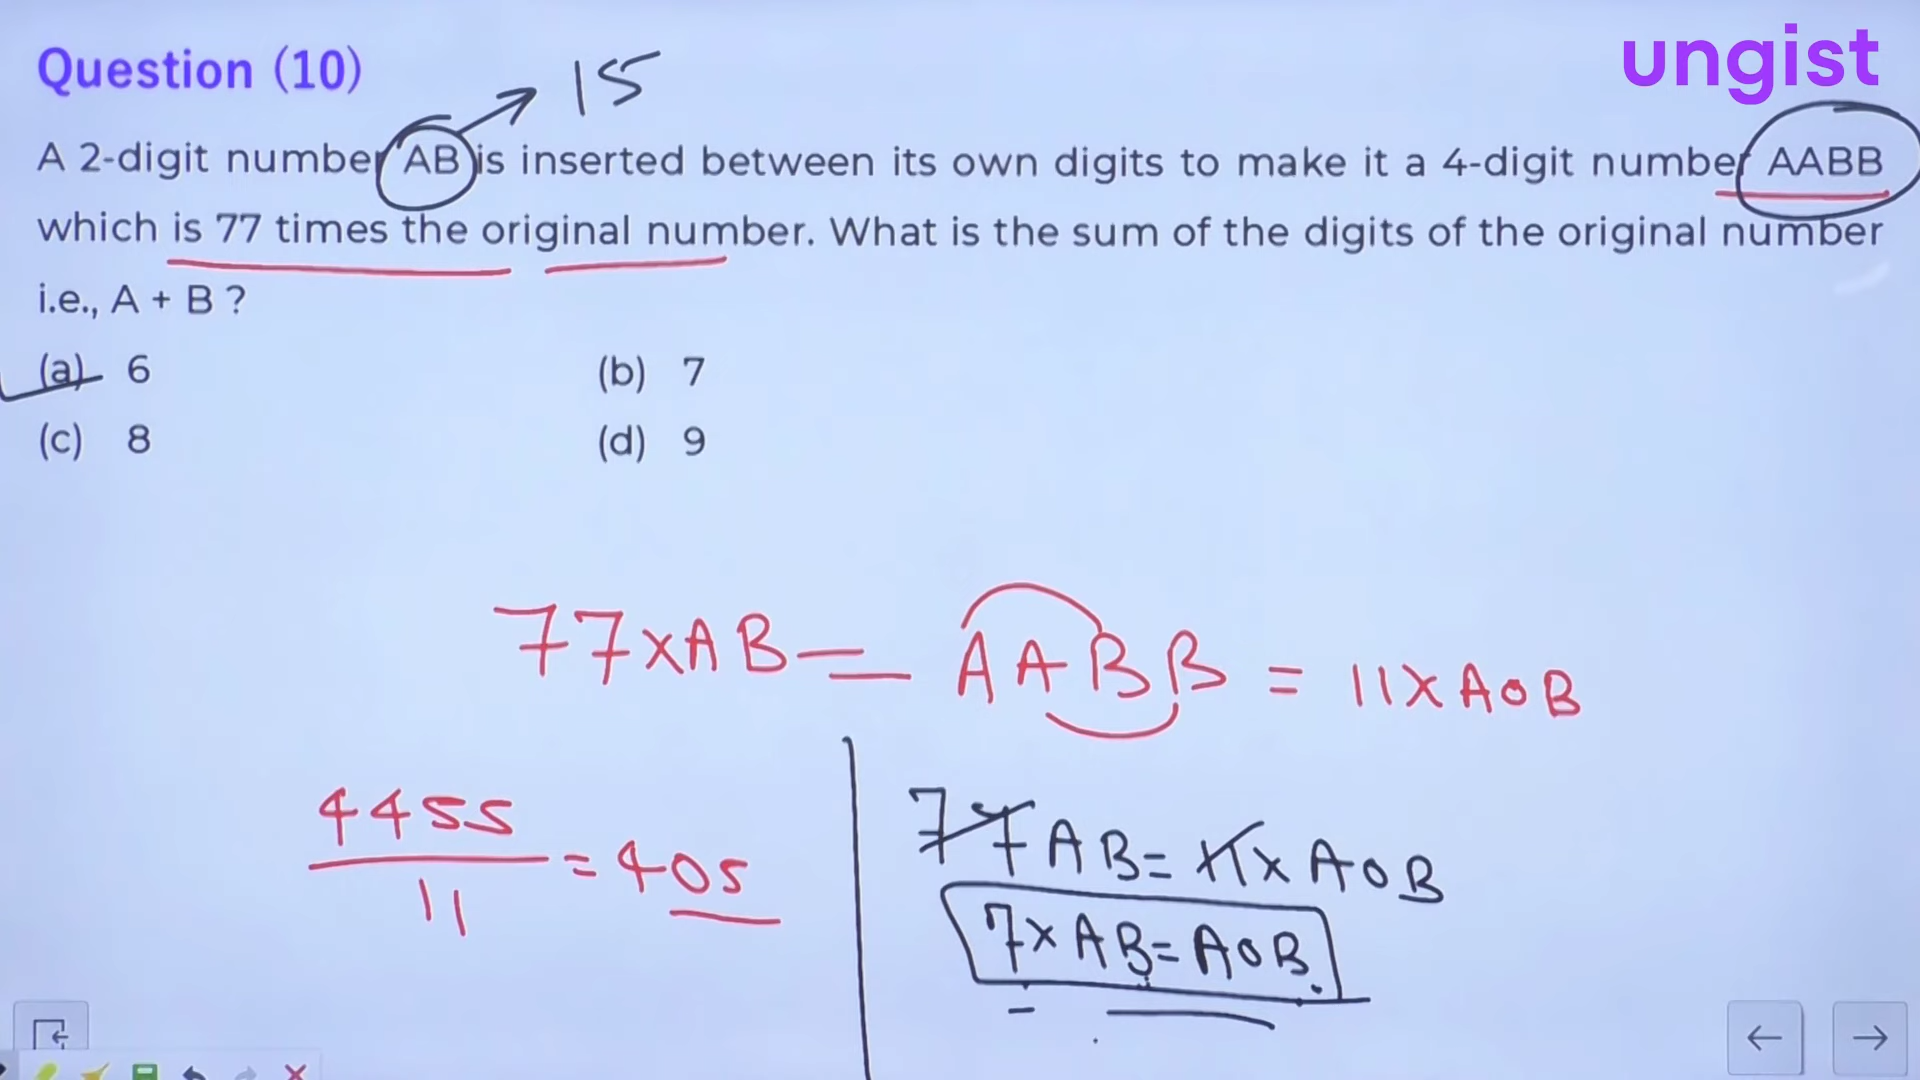 Question (10)
15
ungist
A 2-digit number AB is inserted between its own digits to make it a 4-digit number AABB
which is 77 times the original number. What is the sum of the digits of the original number
i.e., A + B ?
(a) 6
(b) 7
(c) 8
(d) 9
77×AB = AABB = 11×A0B
4455
11
= 405
77AB = 11×A0B
7×AB = A0B